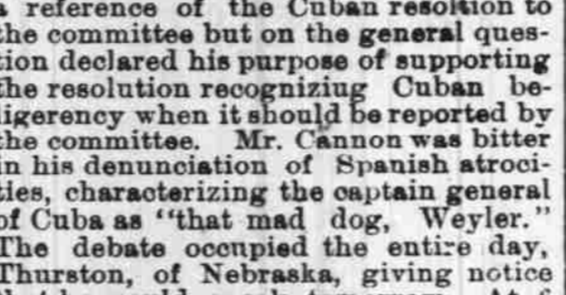 a reference of the Cuban resoltion to
the committee but on the general ques-
tion declared his purpose of supporting
the resolution recogniziug Cuban be-
ligerency when it should be reported by
the committee. Mr. Cannon was bitter
in his denunciation of Spanish atroci-
ties, characterizing the captain general
of Cuba as "that mad dog, Weyler."
The debate occupied the entire day,
Thurston, of Nebraska, giving notice